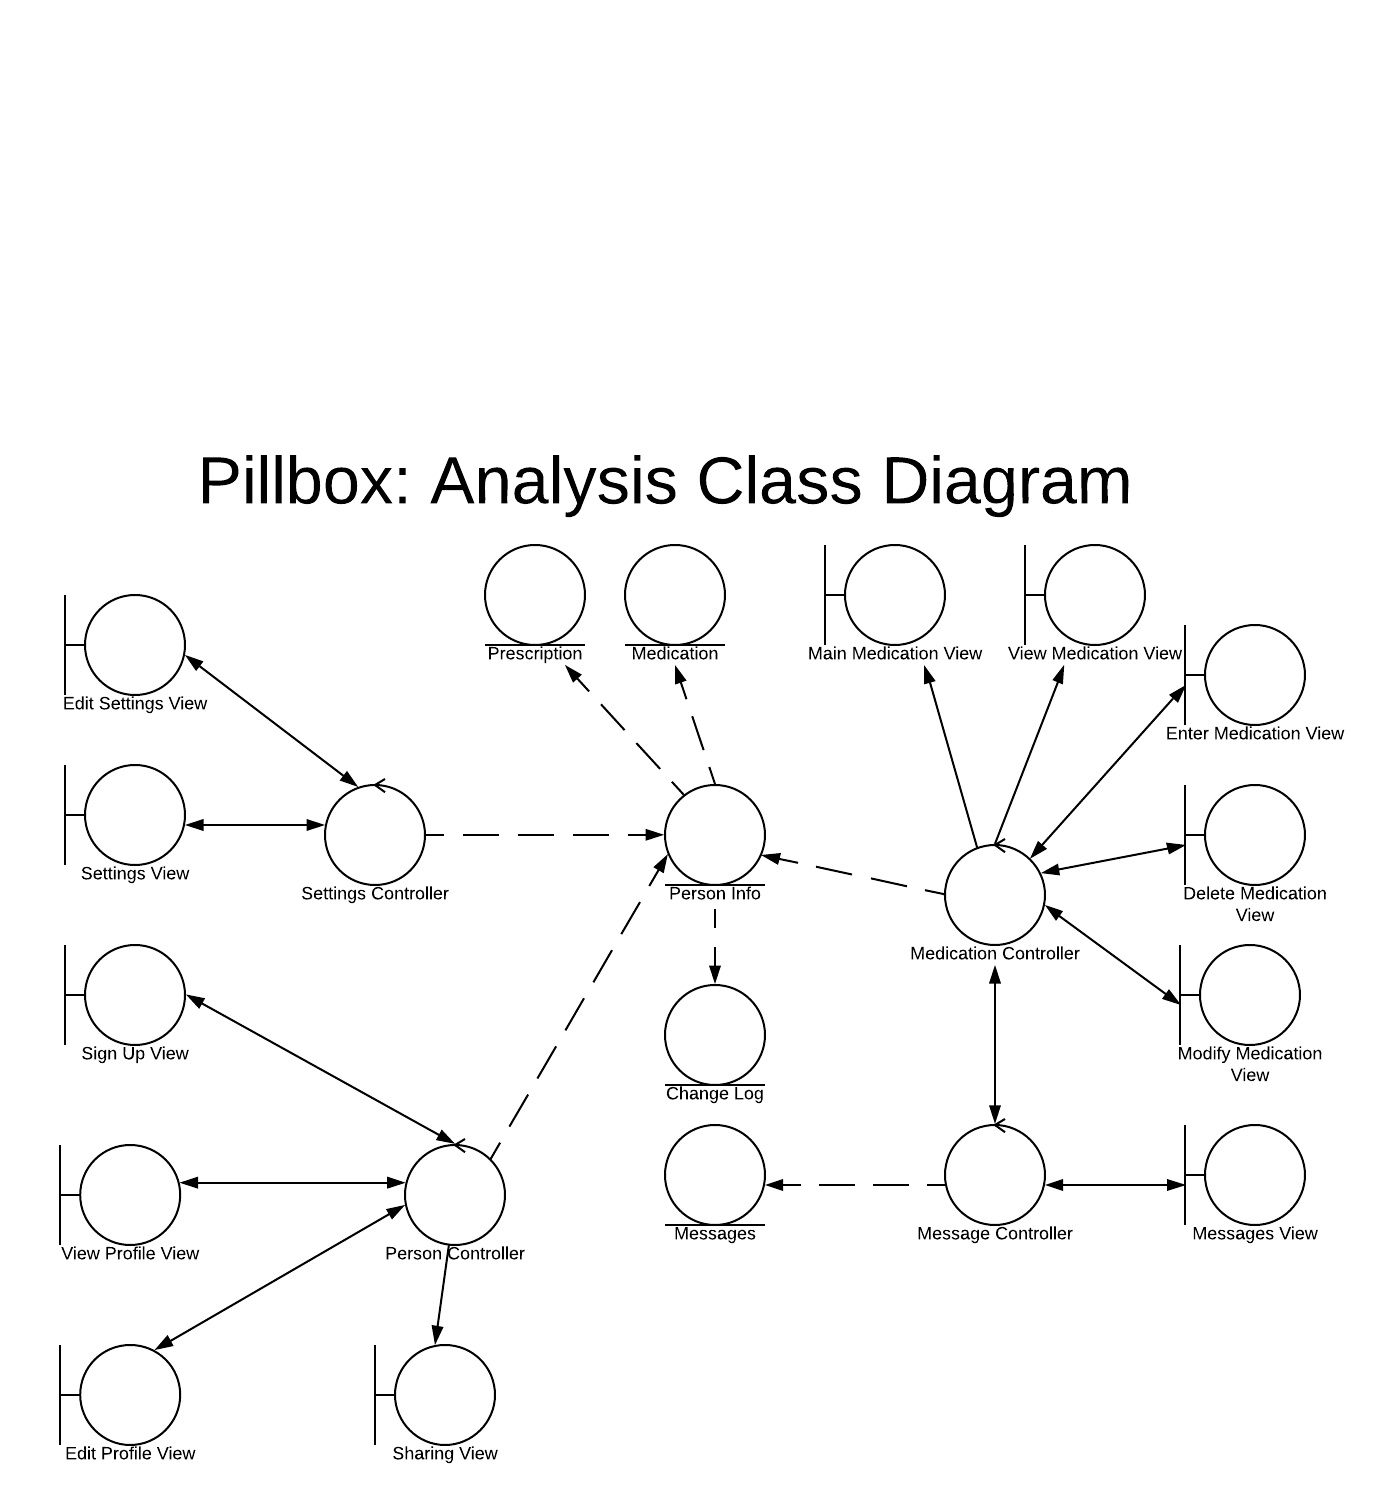 Pillbox: Analysis Class Diagram
Prescription
Medication
Main Medication View
View Medication View
Edit Settings View
Enter Medication View
Settings View
Settings Controller
Person Info
Delete Medication
View
Medication Controller
Sign Up View
Modify Medication
View
Change Log
View Profile View
Person Controller
Messages
Message Controller
Messages View
Edit Profile View
Sharing View